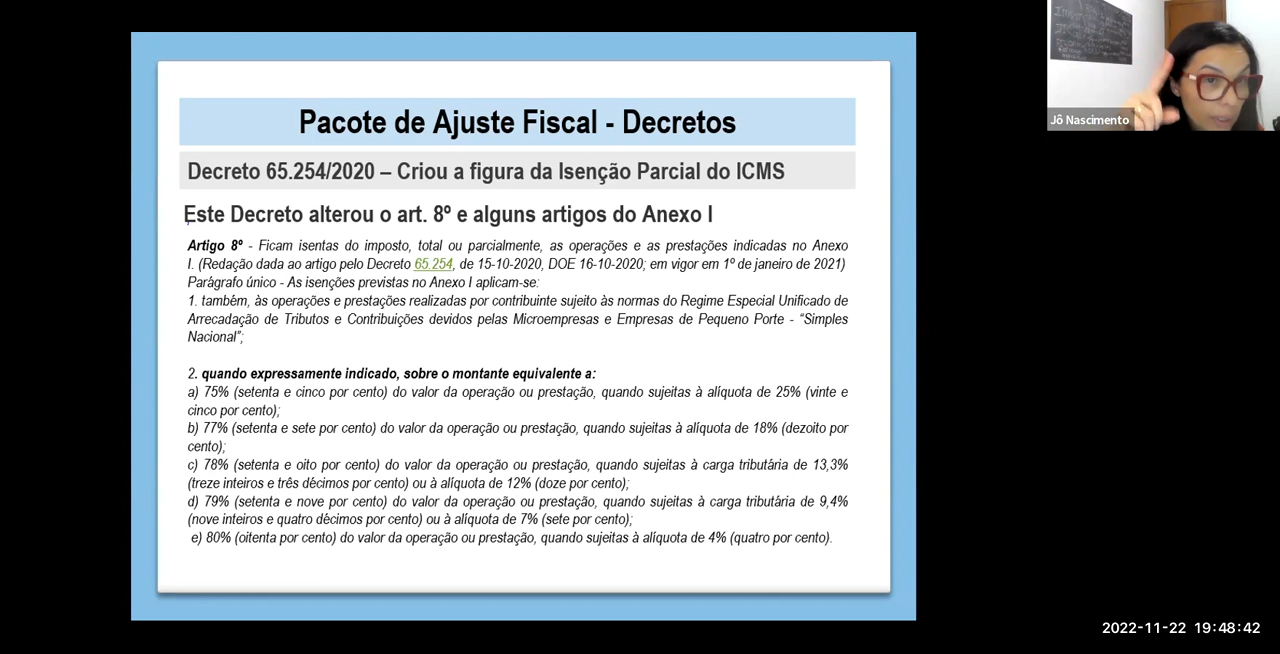 Pacote de Ajuste Fiscal - Decretos
Decreto 65.254/2020 – Criou a figura da Isenção Parcial do ICMS
Este Decreto alterou o art. 8º e alguns artigos do Anexo I
Artigo 8º - Ficam isentas do imposto, total ou parcialmente, as operações e as prestações indicadas no Anexo
I. (Redação dada ao artigo pelo Decreto 65.254, de 15-10-2020, DOE 16-10-2020; em vigor em 1º de janeiro de 2021)
Parágrafo único - As isenções previstas no Anexo I aplicam-se:
1. também, às operações e prestações realizadas por contribuinte sujeito às normas do Regime Especial Unificado de
Arrecadação de Tributos e Contribuições devidos pelas Microempresas e Empresas de Pequeno Porte - “Simples
Nacional”;
2. quando expressamente indicado, sobre o montante equivalente a:
a) 75% (setenta e cinco por cento) do valor da operação ou prestação, quando sujeitas à alíquota de 25% (vinte e
cinco por cento);
b) 77% (setenta e sete por cento) do valor da operação ou prestação, quando sujeitas à alíquota de 18% (dezoito por
cento);
c) 78% (setenta e oito por cento) do valor da operação ou prestação, quando sujeitas à carga tributária de 13,3%
(treze inteiros e três décimos por cento) ou à alíquota de 12% (doze por cento);
d) 79% (setenta e nove por cento) do valor da operação ou prestação, quando sujeitas à carga tributária de 9,4%
(nove inteiros e quatro décimos por cento) ou à alíquota de 7% (sete por cento);
e) 80% (oitenta por cento) do valor da operação ou prestação, quando sujeitas à alíquota de 4% (quatro por cento).
Jô Nascimento
2022-11-22 19:48:42